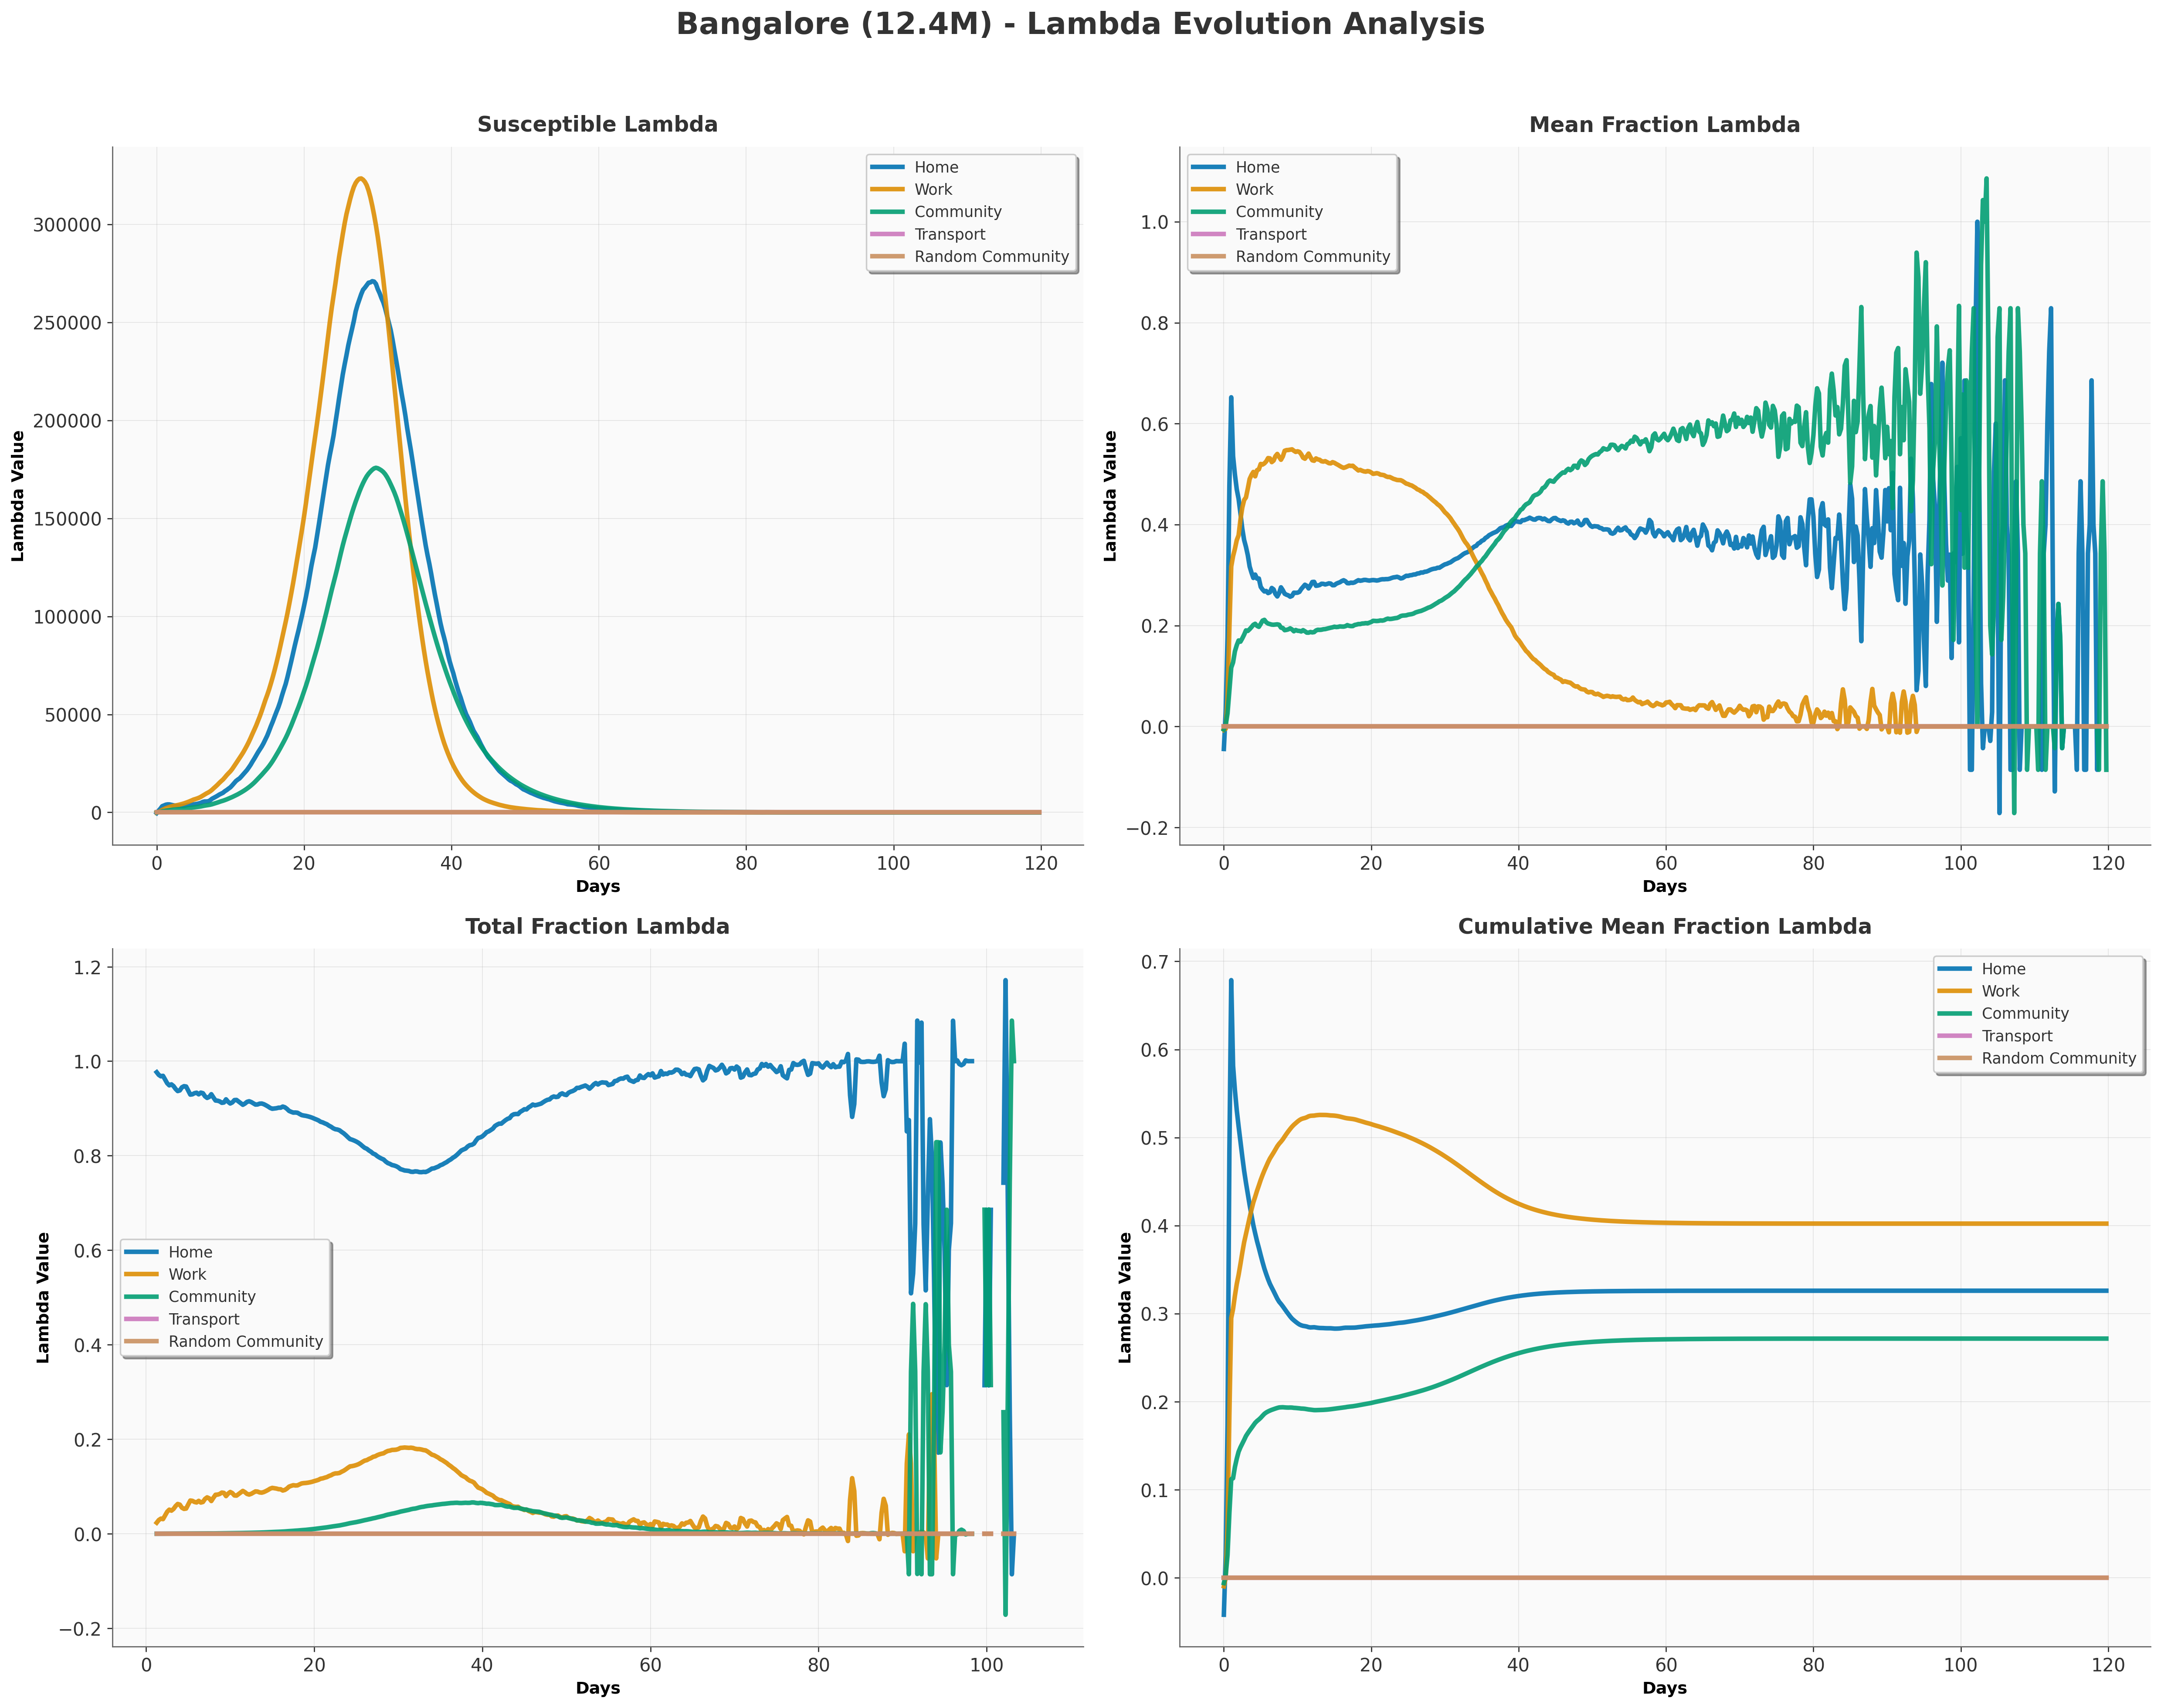 Bangalore (12.4M) - Lambda Evolution Analysis
Susceptible Lambda
Lambda Value
300000
250000
200000
150000
100000
50000
0
0 20 40 60 80 100 120
Days
Home
Work
Community
Transport
Random Community
Mean Fraction Lambda
Lambda Value
1.0
0.8
0.6
0.4
0.2
0.0
−0.2
0 20 40 60 80 100 120
Days
Home
Work
Community
Transport
Random Community
Total Fraction Lambda
Lambda Value
1.2
1.0
0.8
0.6
0.4
0.2
0.0
−0.2
0 20 40 60 80 100
Days
Home
Work
Community
Transport
Random Community
Cumulative Mean Fraction Lambda
Lambda Value
0.7
0.6
0.5
0.4
0.3
0.2
0.1
0.0
0 20 40 60 80 100 120
Days
Home
Work
Community
Transport
Random Community